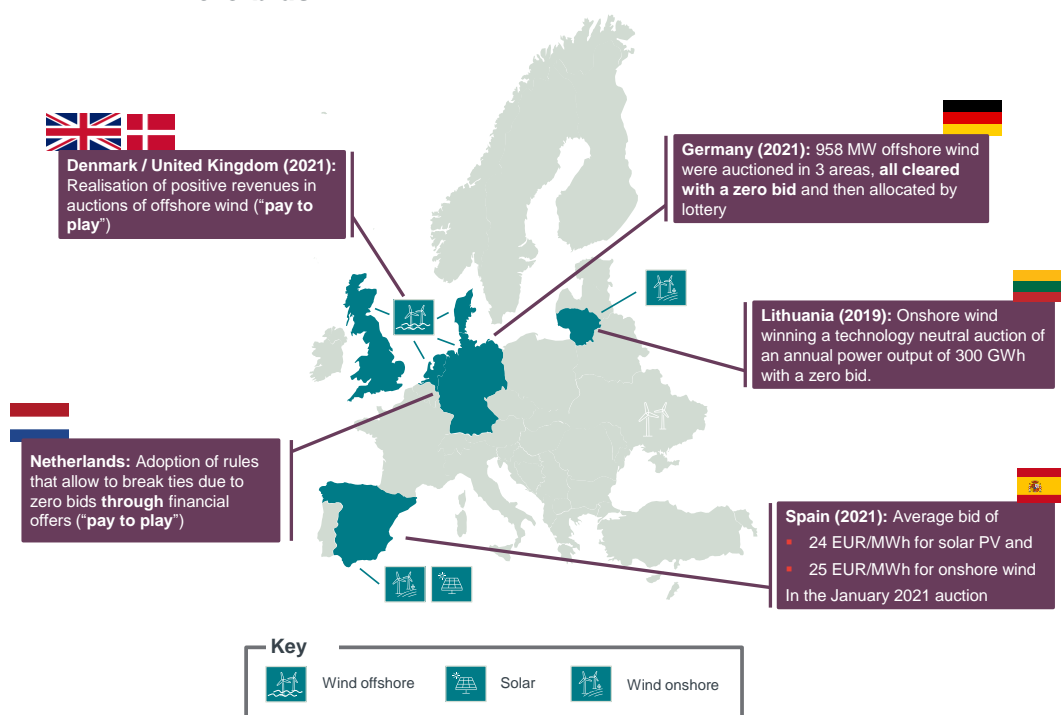 Denmark / United Kingdom (2021):
Realisation of positive revenues in
auctions of offshore wind (“pay to
play”)
Germany (2021): 958 MW offshore wind
were auctioned in 3 areas, all cleared
with a zero bid and then allocated by
lottery
Lithuania (2019): Onshore wind
winning a technology neutral auction of
an annual power output of 300 GWh
with a zero bid.
Netherlands: Adoption of rules
that allow to break ties due to
zero bids through financial
offers (“pay to play”)
Spain (2021): Average bid of
▪ 24 EUR/MWh for solar PV and
▪ 25 EUR/MWh for onshore wind
In the January 2021 auction
Key
Wind offshore
Solar
Wind onshore